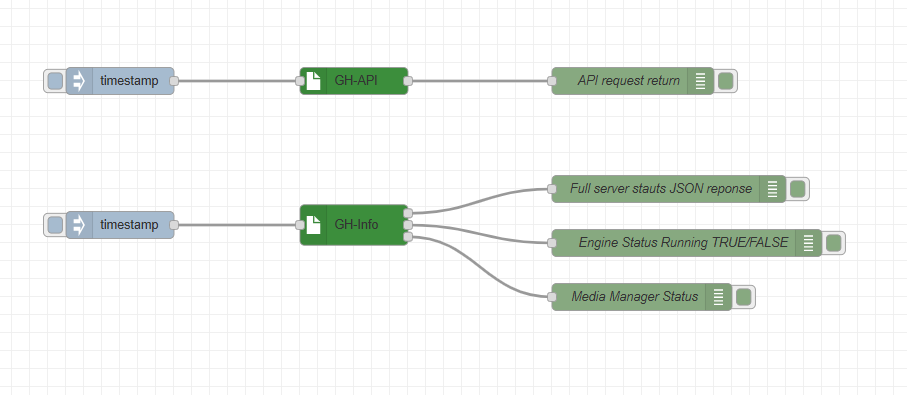 timestamp
GH-API
API request return
Full server stauts JSON reponse
timestamp
GH-Info
Engine Status Running TRUE/FALSE
Media Manager Status